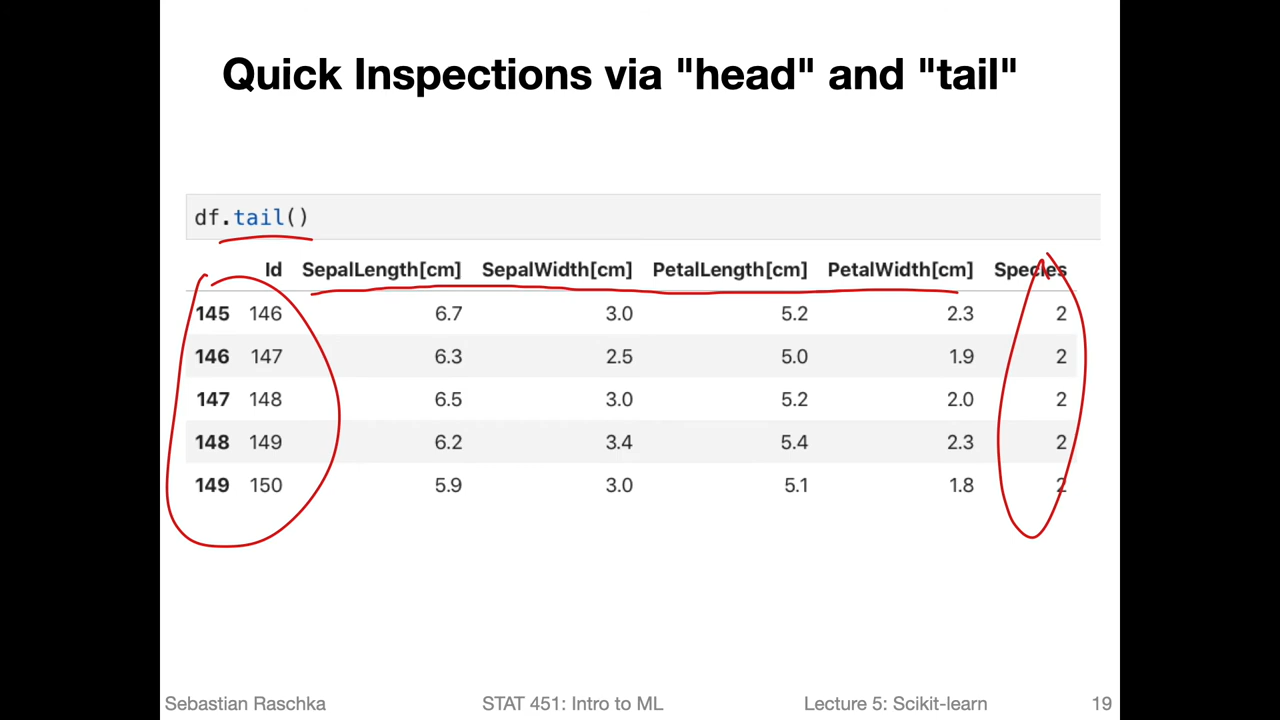 Quick Inspections via "head" and "tail"
df.tail()
Id SepalLength[cm] SepalWidth[cm] PetalLength[cm] PetalWidth[cm] Species
145 146 6.7 3.0 5.2 2.3 2
146 147 6.3 2.5 5.0 1.9 2
147 148 6.5 3.0 5.2 2.0 2
148 149 6.2 3.4 5.4 2.3 2
149 150 5.9 3.0 5.1 1.8 2
Sebastian Raschka STAT 451: Intro to ML Lecture 5: Scikit-learn 19